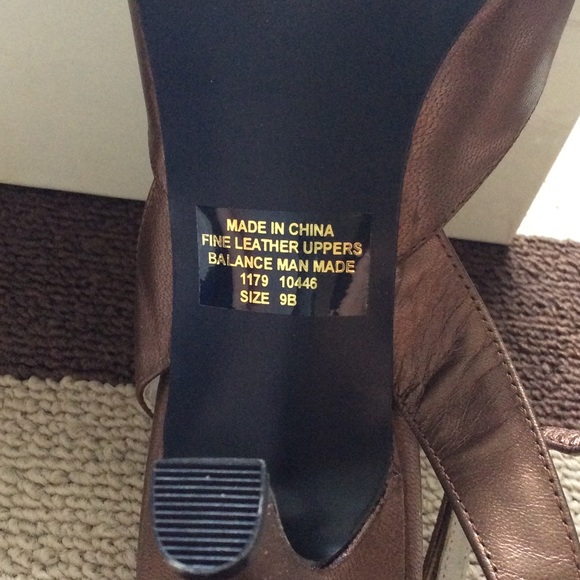 MADE IN CHINA
FINE LEATHER UPPERS
BALANCE MAN MADE
1179 10446
SIZE 9B